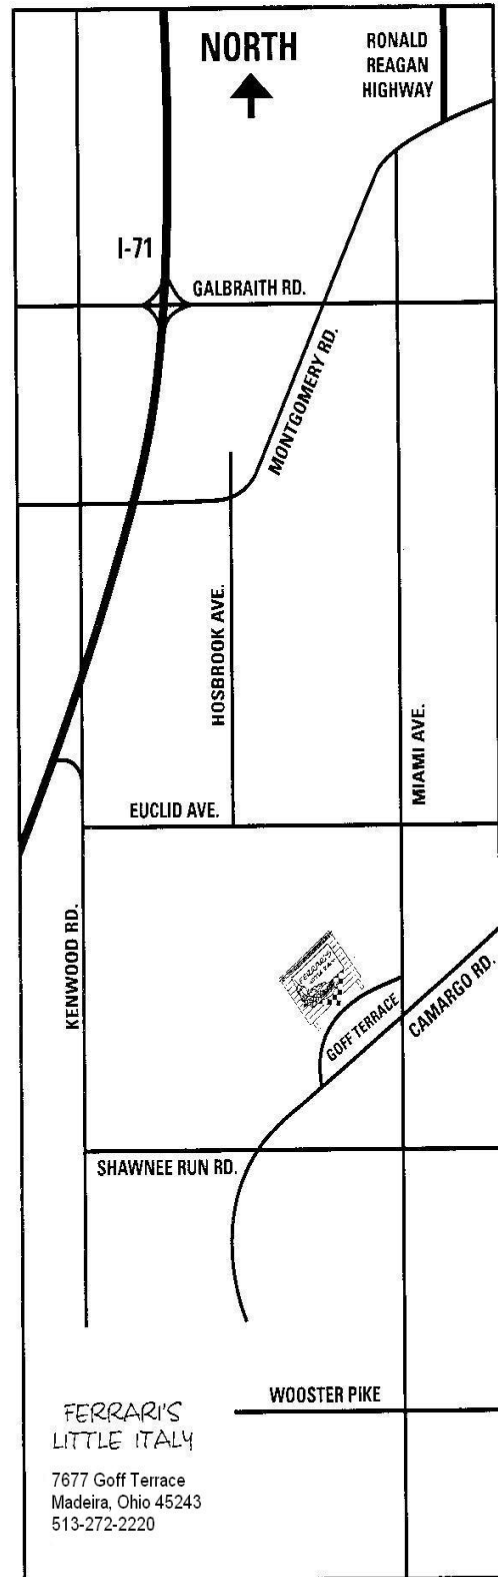 NORTH
RONALD
REAGAN
HIGHWAY
I-71
GALBRAITH RD.
MONTGOMERY RD.
HOSBROOK AVE.
MIAMI AVE.
EUCLID AVE.
KENWOOD RD.
FERRARI'S
GOFF TERRACE
CAMARGO RD.
SHAWNEE RUN RD.
WOOSTER PIKE
FERRARI'S
LITTLE ITALY
7677 Goff Terrace
Madeira, Ohio 45243
513-272-2220